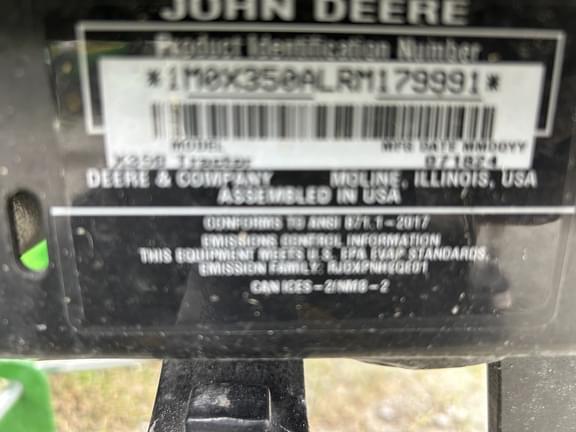 JOHN DEERE
Product Identification Number
*1M0X350ALRM179991*
MODEL MFG DATE MMDDYY
X350 Tractor 071824
DEERE & COMPANY MOLINE, ILLINOIS, USA
ASSEMBLED IN USA
CONFORMS TO ANSI B71.1-2017
EMISSIONS CONTROL INFORMATION
THIS EQUIPMENT MEETS U.S. EPA EVAP STANDARDS.
EMISSION FAMILY:
CAN ICES-2/NMB-2